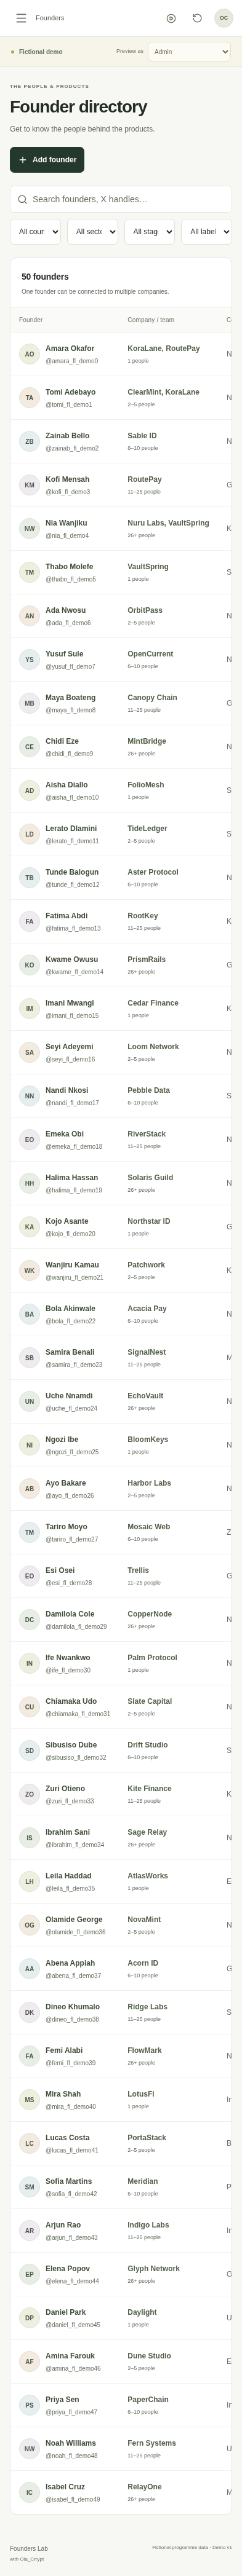 Founders
OC
Fictional demo
Preview as
Admin
THE PEOPLE & PRODUCTS
Founder directory
Get to know the people behind the products.
+ Add founder
Search founders, X handles…
All coun
All secto
All stag
All label
50 founders
One founder can be connected to multiple companies.
Founder
Company / team
AO
Amara Okafor
@amara_fl_demo0
KoraLane, RoutePay
1 people
TA
Tomi Adebayo
@tomi_fl_demo1
ClearMint, KoraLane
2–5 people
ZB
Zainab Bello
@zainab_fl_demo2
Sable ID
6–10 people
KM
Kofi Mensah
@kofi_fl_demo3
RoutePay
11–25 people
NW
Nia Wanjiku
@nia_fl_demo4
Nuru Labs, VaultSpring
26+ people
TM
Thabo Molefe
@thabo_fl_demo5
VaultSpring
1 people
AN
Ada Nwosu
@ada_fl_demo6
OrbitPass
2–5 people
YS
Yusuf Sule
@yusuf_fl_demo7
OpenCurrent
6–10 people
MB
Maya Boateng
@maya_fl_demo8
Canopy Chain
11–25 people
CE
Chidi Eze
@chidi_fl_demo9
MintBridge
26+ people
AD
Aisha Diallo
@aisha_fl_demo10
FolioMesh
1 people
LD
Lerato Dlamini
@lerato_fl_demo11
TideLedger
2–5 people
TB
Tunde Balogun
@tunde_fl_demo12
Aster Protocol
6–10 people
FA
Fatima Abdi
@fatima_fl_demo13
RootKey
11–25 people
KO
Kwame Owusu
@kwame_fl_demo14
PrismRails
26+ people
IM
Imani Mwangi
@imani_fl_demo15
Cedar Finance
1 people
SA
Seyi Adeyemi
@seyi_fl_demo16
Loom Network
2–5 people
NN
Nandi Nkosi
@nandi_fl_demo17
Pebble Data
6–10 people
EO
Emeka Obi
@emeka_fl_demo18
RiverStack
11–25 people
HH
Halima Hassan
@halima_fl_demo19
Solaris Guild
26+ people
KA
Kojo Asante
@kojo_fl_demo20
Northstar ID
1 people
WK
Wanjiru Kamau
@wanjiru_fl_demo21
Patchwork
2–5 people
BA
Bola Akinwale
@bola_fl_demo22
Acacia Pay
6–10 people
SB
Samira Benali
@samira_fl_demo23
SignalNest
11–25 people
UN
Uche Nnamdi
@uche_fl_demo24
EchoVault
26+ people
NI
Ngozi Ibe
@ngozi_fl_demo25
BloomKeys
1 people
AB
Ayo Bakare
@ayo_fl_demo26
Harbor Labs
2–5 people
TM
Tariro Moyo
@tariro_fl_demo27
Mosaic Web
6–10 people
EO
Esi Osei
@esi_fl_demo28
Trellis
11–25 people
DC
Damilola Cole
@damilola_fl_demo29
CopperNode
26+ people
IN
Ife Nwankwo
@ife_fl_demo30
Palm Protocol
1 people
CU
Chiamaka Udo
@chiamaka_fl_demo31
Slate Capital
2–5 people
SD
Sibusiso Dube
@sibusiso_fl_demo32
Drift Studio
6–10 people
ZO
Zuri Otieno
@zuri_fl_demo33
Kite Finance
11–25 people
IS
Ibrahim Sani
@ibrahim_fl_demo34
Sage Relay
26+ people
LH
Leila Haddad
@leila_fl_demo35
AtlasWorks
1 people
OG
Olamide George
@olamide_fl_demo36
NovaMint
2–5 people
AA
Abena Appiah
@abena_fl_demo37
Acorn ID
6–10 people
DK
Dineo Khumalo
@dineo_fl_demo38
Ridge Labs
11–25 people
FA
Femi Alabi
@femi_fl_demo39
FlowMark
26+ people
MS
Mira Shah
@mira_fl_demo40
LotusFi
1 people
LC
Lucas Costa
@lucas_fl_demo41
PortaStack
2–5 people
SM
Sofia Martins
@sofia_fl_demo42
Meridian
6–10 people
AR
Arjun Rao
@arjun_fl_demo43
Indigo Labs
11–25 people
EP
Elena Popov
@elena_fl_demo44
Glyph Network
26+ people
DP
Daniel Park
@daniel_fl_demo45
Daylight
1 people
AF
Amina Farouk
@amina_fl_demo46
Dune Studio
2–5 people
PS
Priya Sen
@priya_fl_demo47
PaperChain
6–10 people
NW
Noah Williams
@noah_fl_demo48
Fern Systems
11–25 people
IC
Isabel Cruz
@isabel_fl_demo49
RelayOne
26+ people
Founders Lab
with Ola_Crrypt
Fictional programme data · Demo v1